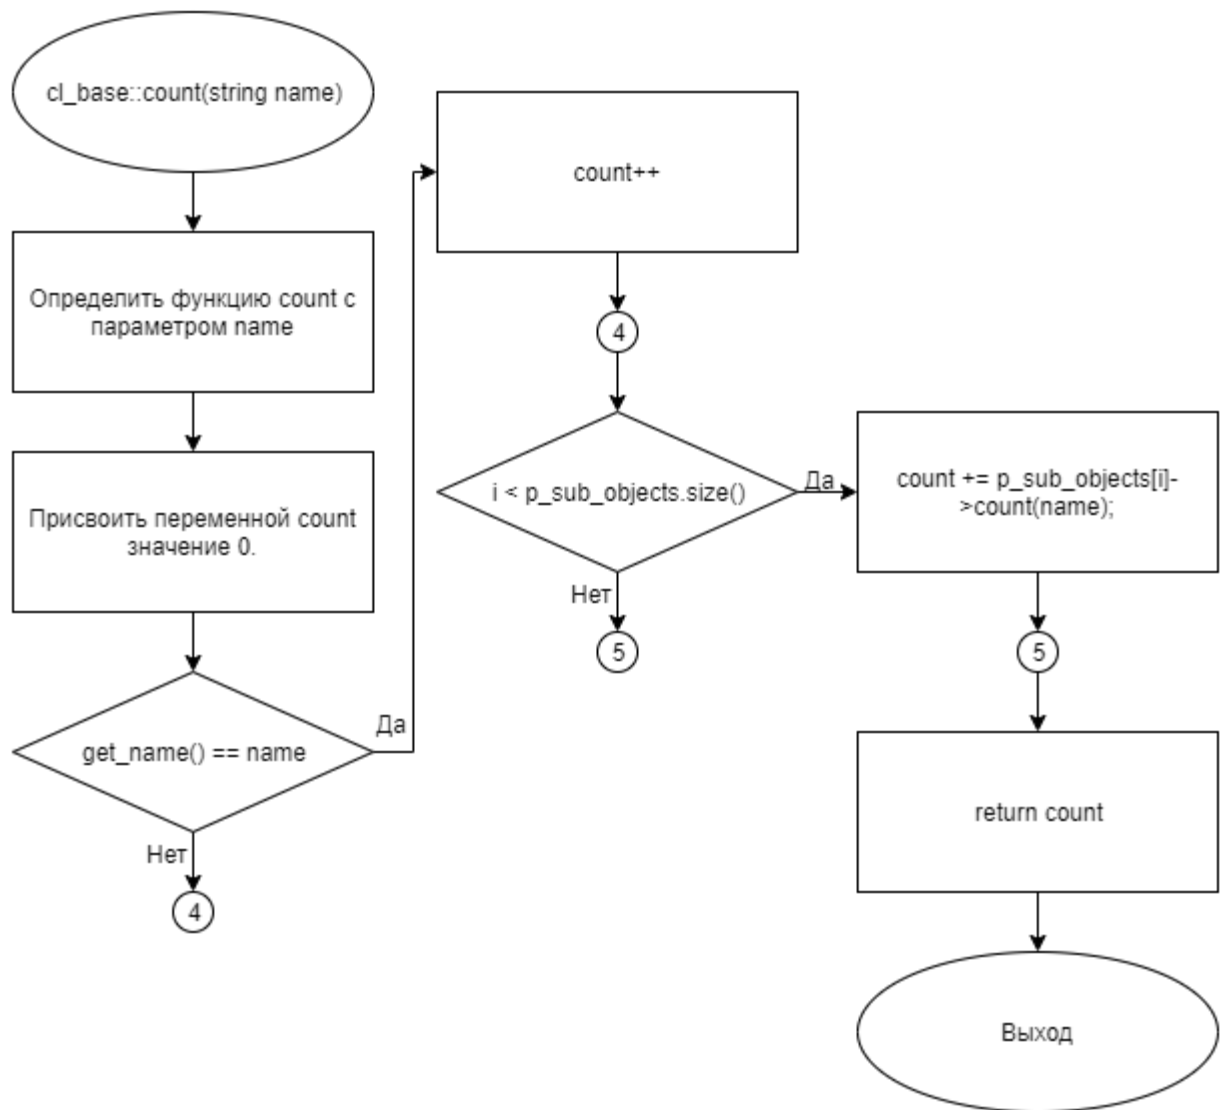 cl_base::count(string name)
Определить функцию count с
параметром name
Присвоить переменной count
значение 0.
get_name() == name
Да
Нет
4
count++
4
i < p_sub_objects.size()
Да
Нет
5
count += p_sub_objects[i]-
>count(name);
5
return count
Выход